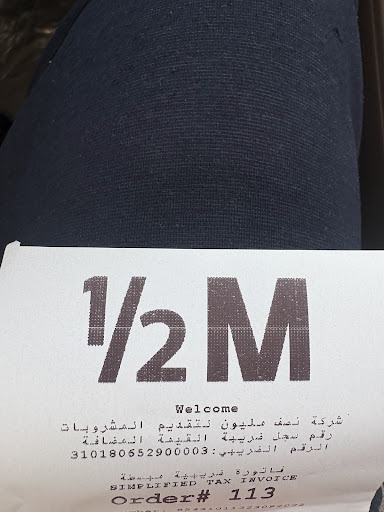 ½ M
Welcome
شركة نصف مليون لتقديم المشروبات
رقم سجل ضريبة القيمة المضافة
الرقم الضريبي:310180652900003
فاتورة ضريبية مبسطة
SIMPLIFIED TAX INVOICE
Order# 113